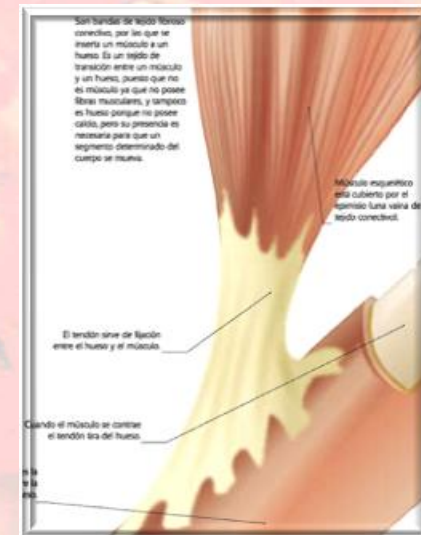 Son bandas de tejido fibroso
conectivo, por las que se
inserta un músculo a un
hueso. Es un tejido de
transición entre un músculo
y un hueso, puesto que no
es músculo ya que no posee
fibras musculares, y tampoco
es hueso porque no posee
calcio, pero su presencia es
necesaria para que un
segmento determinado del
cuerpo se mueva.
Músculo esquelético
está cubierto por el
epimisio (una vaina de
tejido conectivo).
El tendón sirve de fijación
entre el hueso y el músculo.
Cuando el músculo se contrae
el tendón tira del hueso.
la
la